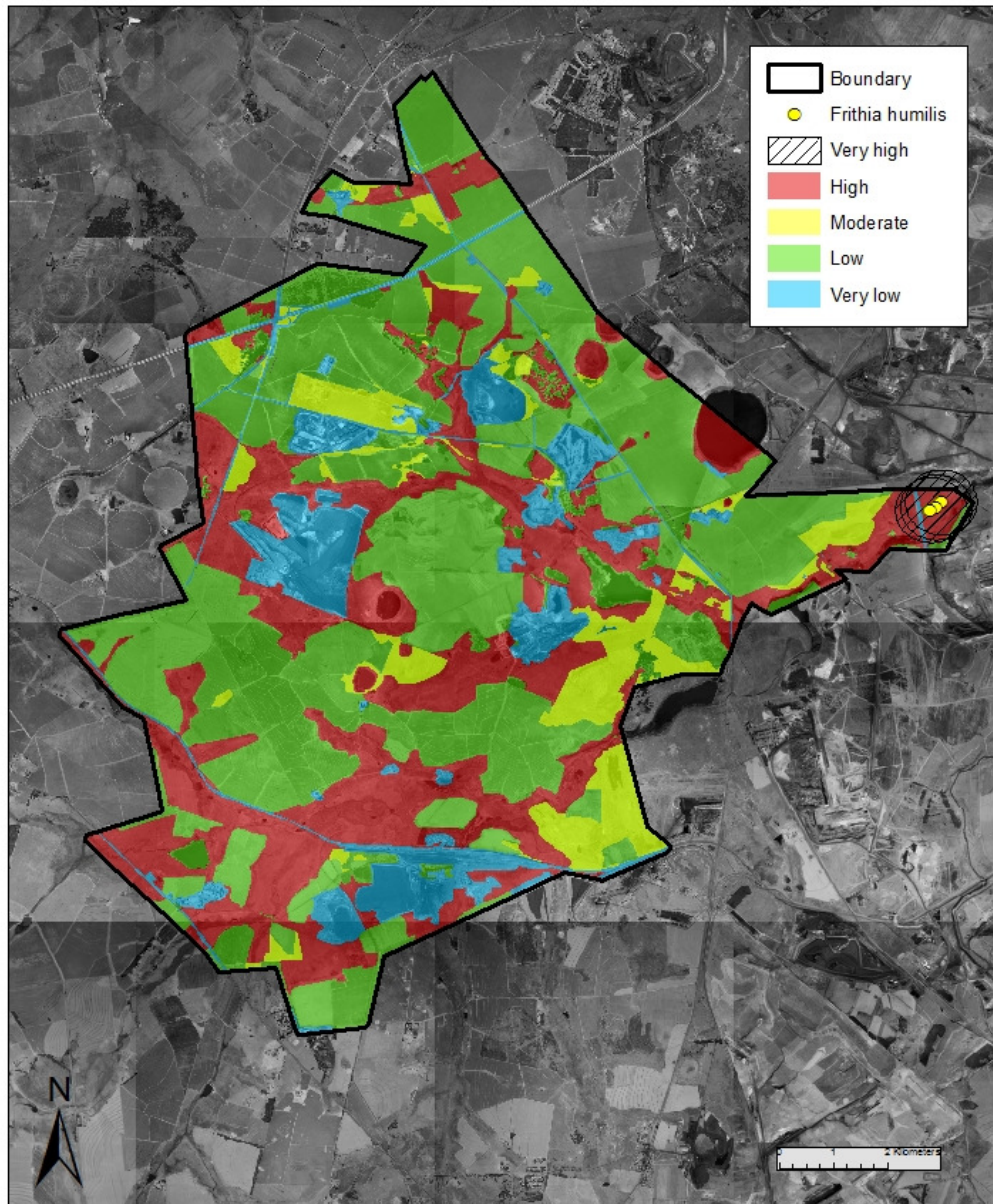 Boundary
Frithia humilis
Very high
High
Moderate
Low
Very low
N
0 1 2 Kilometers